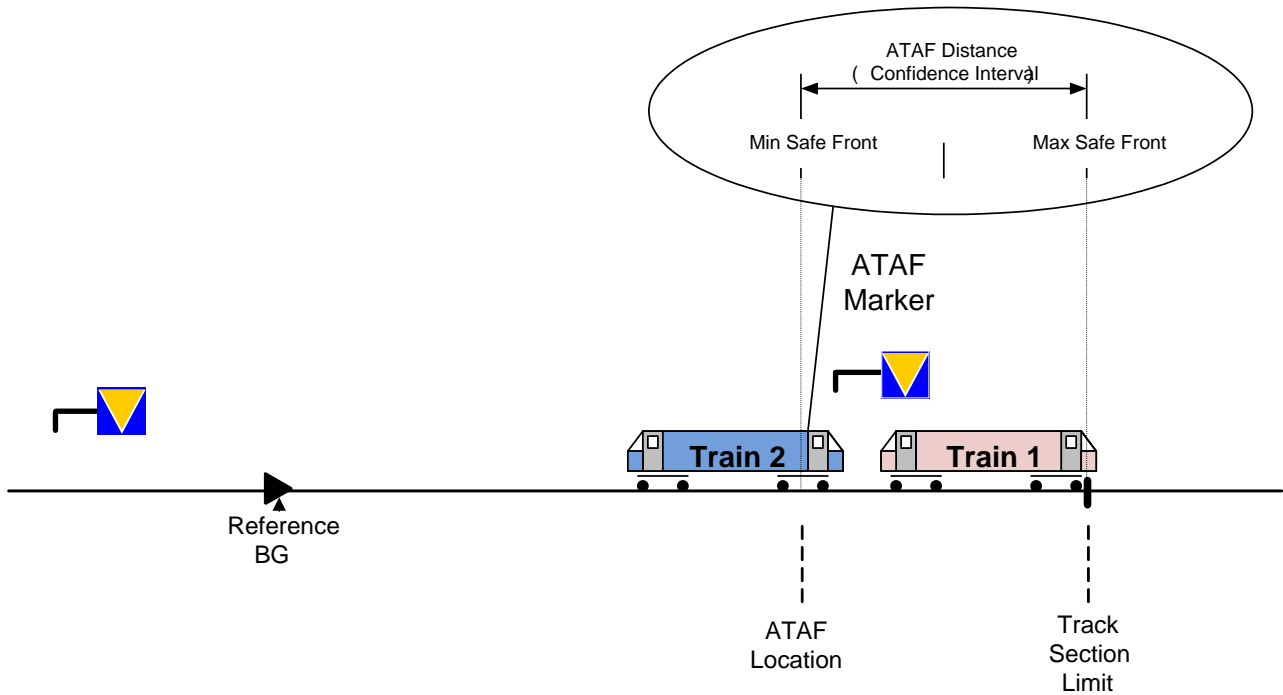 ATAF Distance
( Confidence Interval)
Min Safe Front
Max Safe Front
ATAF
Marker
Train 2
Train 1
Reference
BG
ATAF
Location
Track
Section
Limit